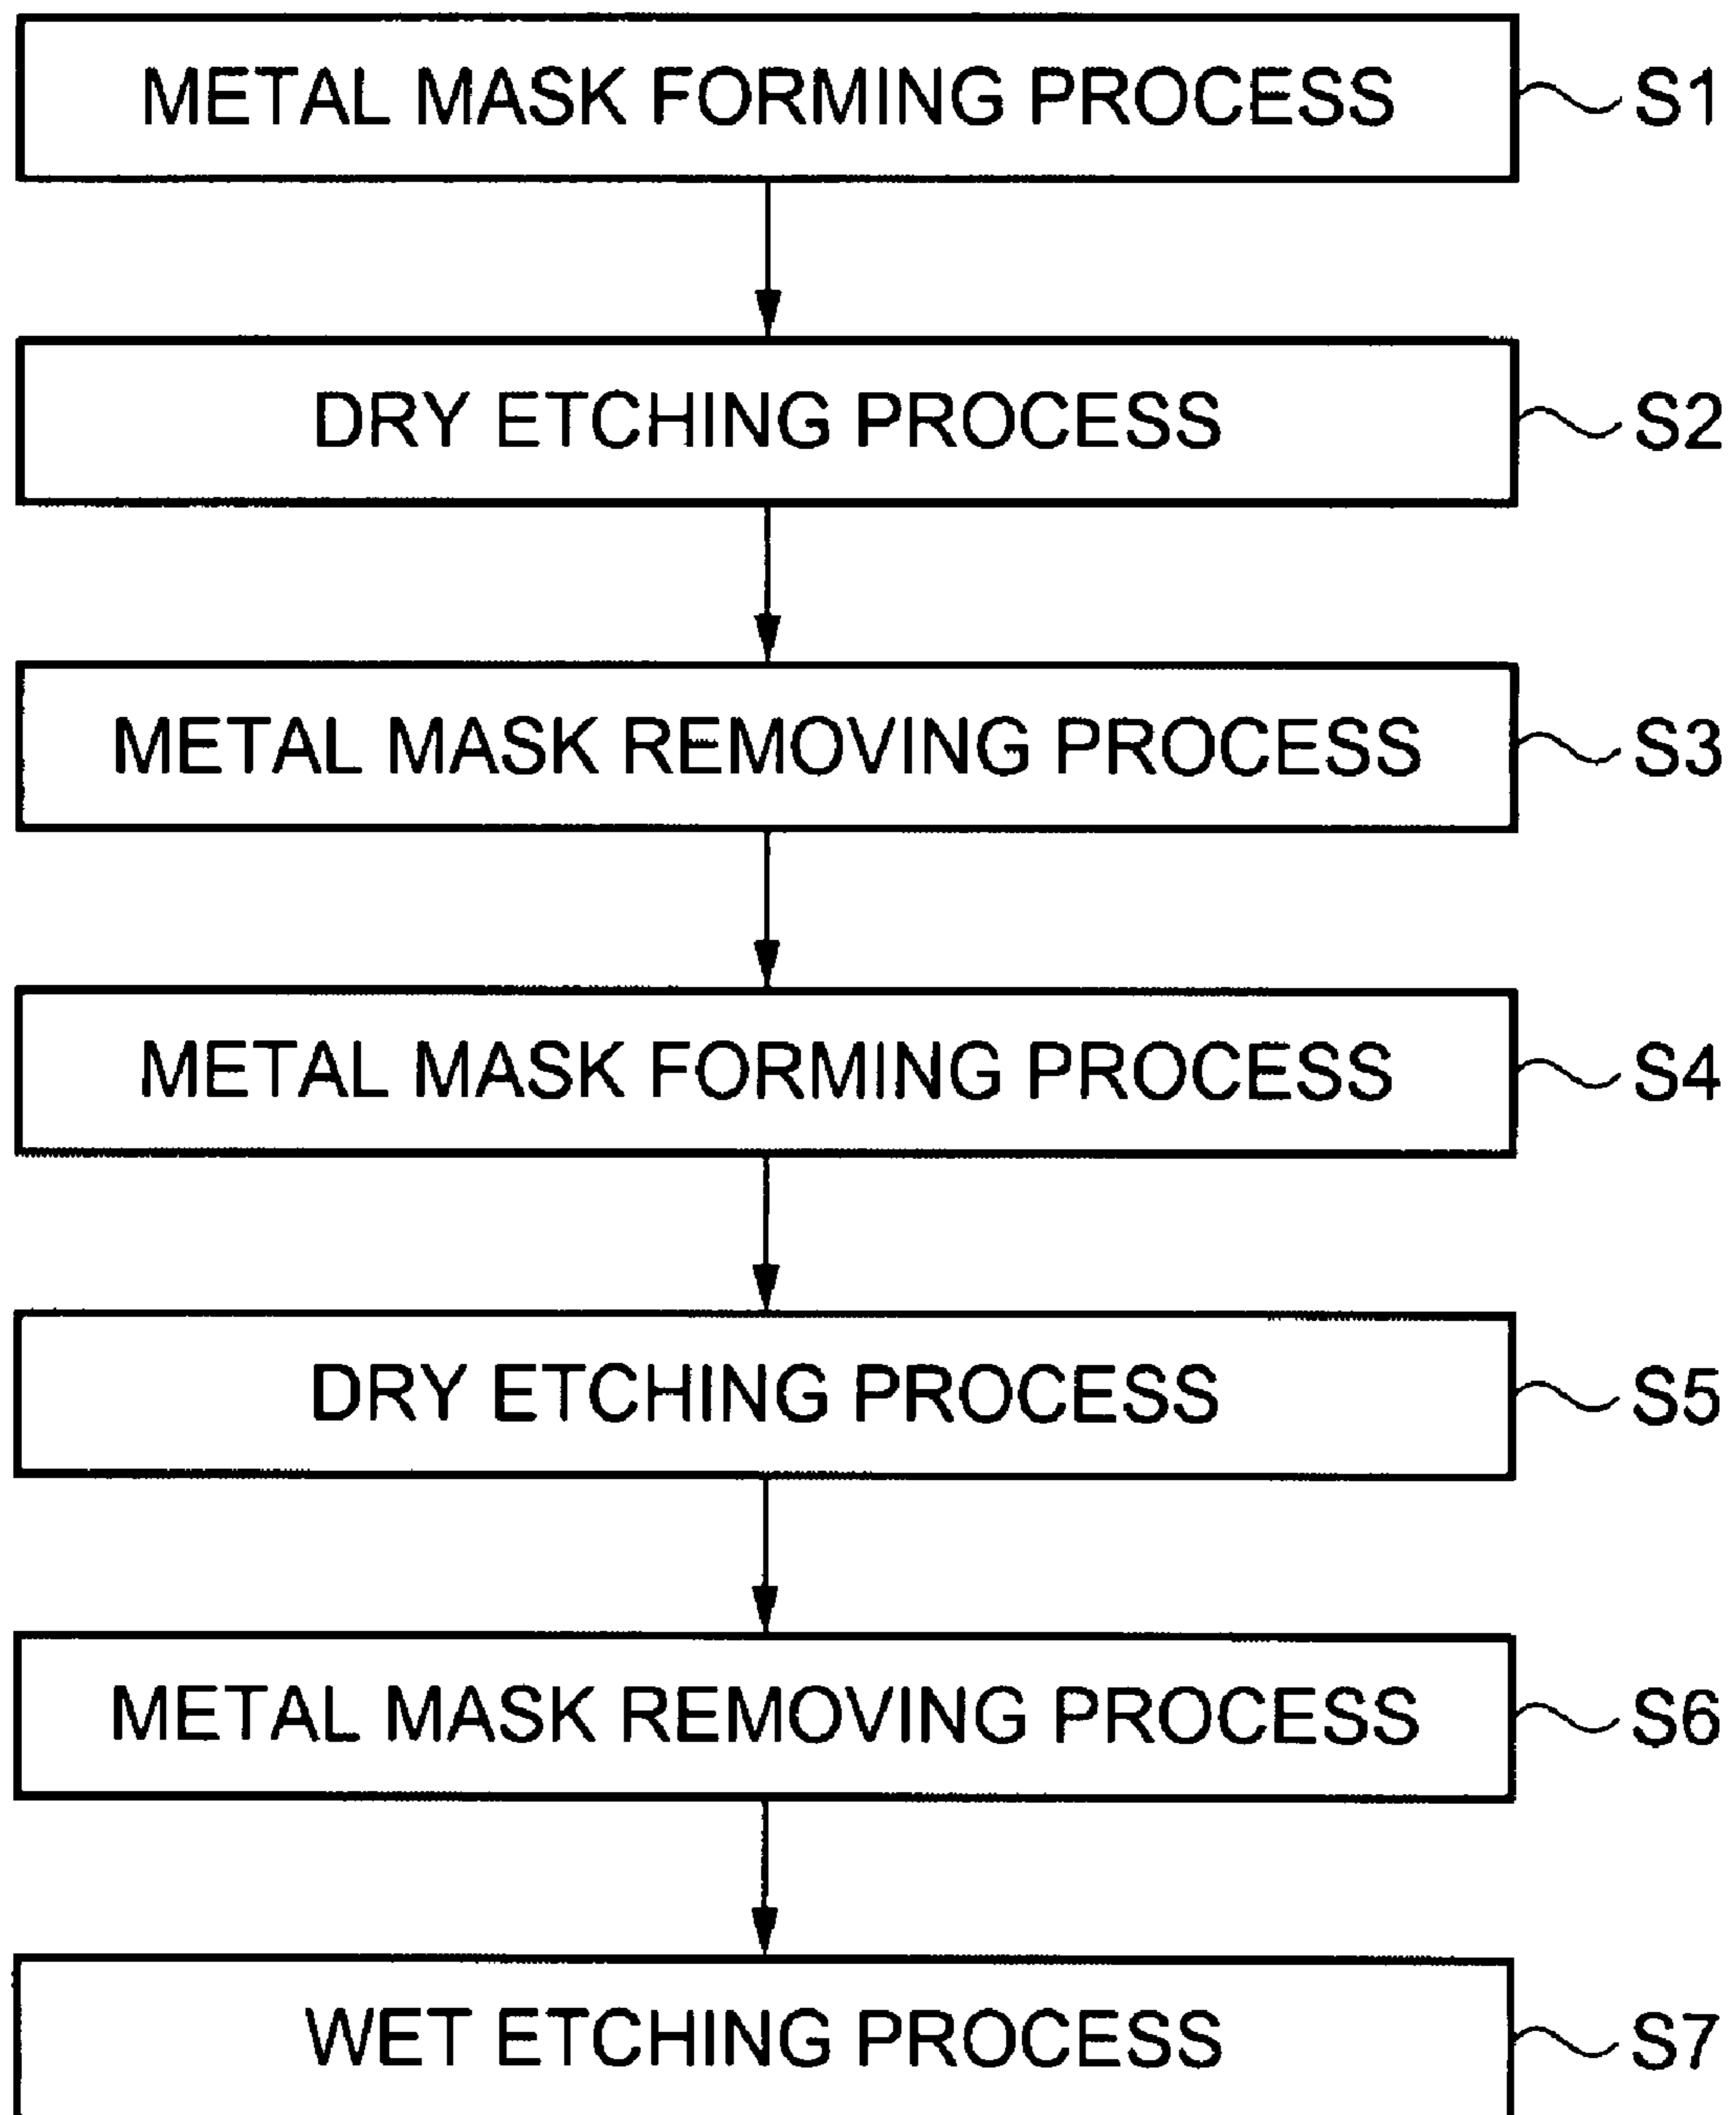 METAL MASK FORMING PROCESS S1
DRY ETCHING PROCESS S2
METAL MASK REMOVING PROCESS S3
METAL MASK FORMING PROCESS S4
DRY ETCHING PROCESS S5
METAL MASK REMOVING PROCESS S6
WET ETCHING PROCESS S7